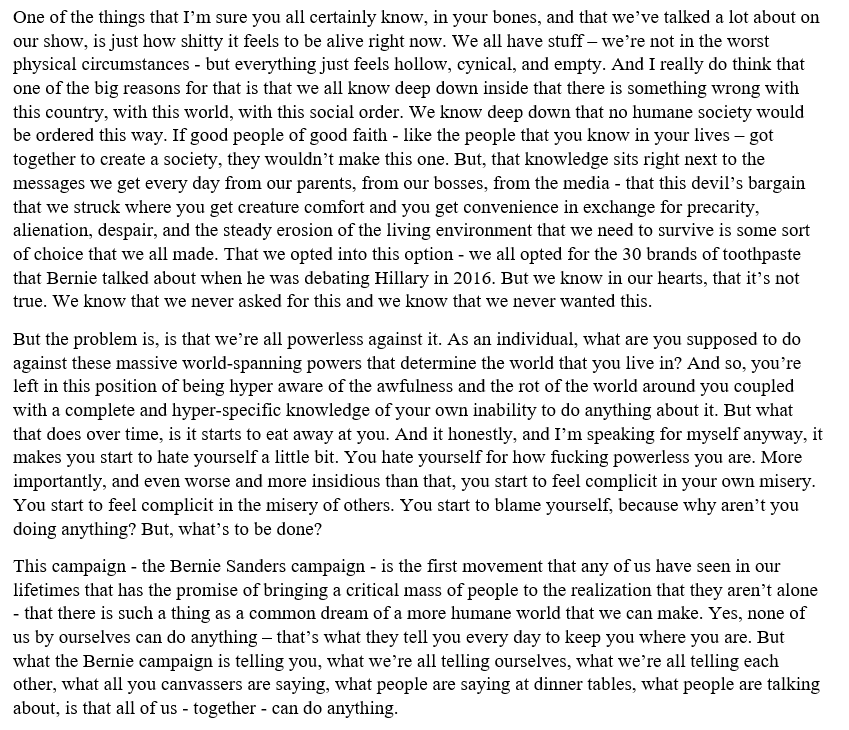 One of the things that I’m sure you all certainly know, in your bones, and that we’ve talked a lot about on
our show, is just how shitty it feels to be alive right now. We all have stuff – we’re not in the worst
physical circumstances - but everything just feels hollow, cynical, and empty. And I really do think that
one of the big reasons for that is that we all know deep down inside that there is something wrong with
this country, with this world, with this social order. We know deep down that no humane society would
be ordered this way. If good people of good faith - like the people that you know in your lives – got
together to create a society, they wouldn’t make this one. But, that knowledge sits right next to the
messages we get every day from our parents, from our bosses, from the media - that this devil’s bargain
that we struck where you get creature comfort and you get convenience in exchange for precarity,
alienation, despair, and the steady erosion of the living environment that we need to survive is some sort
of choice that we all made. That we opted into this option - we all opted for the 30 brands of toothpaste
that Bernie talked about when he was debating Hillary in 2016. But we know in our hearts, that it’s not
true. We know that we never asked for this and we know that we never wanted this.
But the problem is, is that we’re all powerless against it. As an individual, what are you supposed to do
against these massive world-spanning powers that determine the world that you live in? And so, you’re
left in this position of being hyper aware of the awfulness and the rot of the world around you coupled
with a complete and hyper-specific knowledge of your own inability to do anything about it. But what
that does over time, is it starts to eat away at you. And it honestly, and I’m speaking for myself anyway, it
makes you start to hate yourself a little bit. You hate yourself for how fucking powerless you are. More
importantly, and even worse and more insidious than that, you start to feel complicit in your own misery.
You start to feel complicit in the misery of others. You start to blame yourself, because why aren’t you
doing anything? But, what’s to be done?
This campaign - the Bernie Sanders campaign - is the first movement that any of us have seen in our
lifetimes that has the promise of bringing a critical mass of people to the realization that they aren’t alone
- that there is such a thing as a common dream of a more humane world that we can make. Yes, none of
us by ourselves can do anything – that’s what they tell you every day to keep you where you are. But
what the Bernie campaign is telling you, what we’re all telling ourselves, what we’re all telling each
other, what all you canvassers are saying, what people are saying at dinner tables, what people are talking
about, is that all of us - together - can do anything.